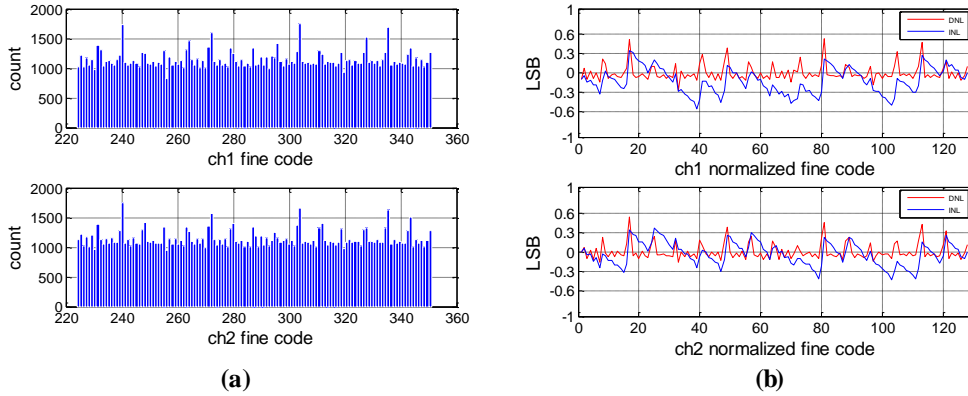 2000
1500
1000
500
0
count
220 240 260 280 300 320 340 360
ch1 fine code
1
0.6
0.3
0
-0.3
-0.6
-1
LSB
DNL
INL
0 20 40 60 80 100 120
ch1 normalized fine code
2000
1500
1000
500
0
count
220 240 260 280 300 320 340 360
ch2 fine code
1
0.6
0.3
0
-0.3
-0.6
-1
LSB
DNL
INL
0 20 40 60 80 100 120
ch2 normalized fine code
(a)
(b)